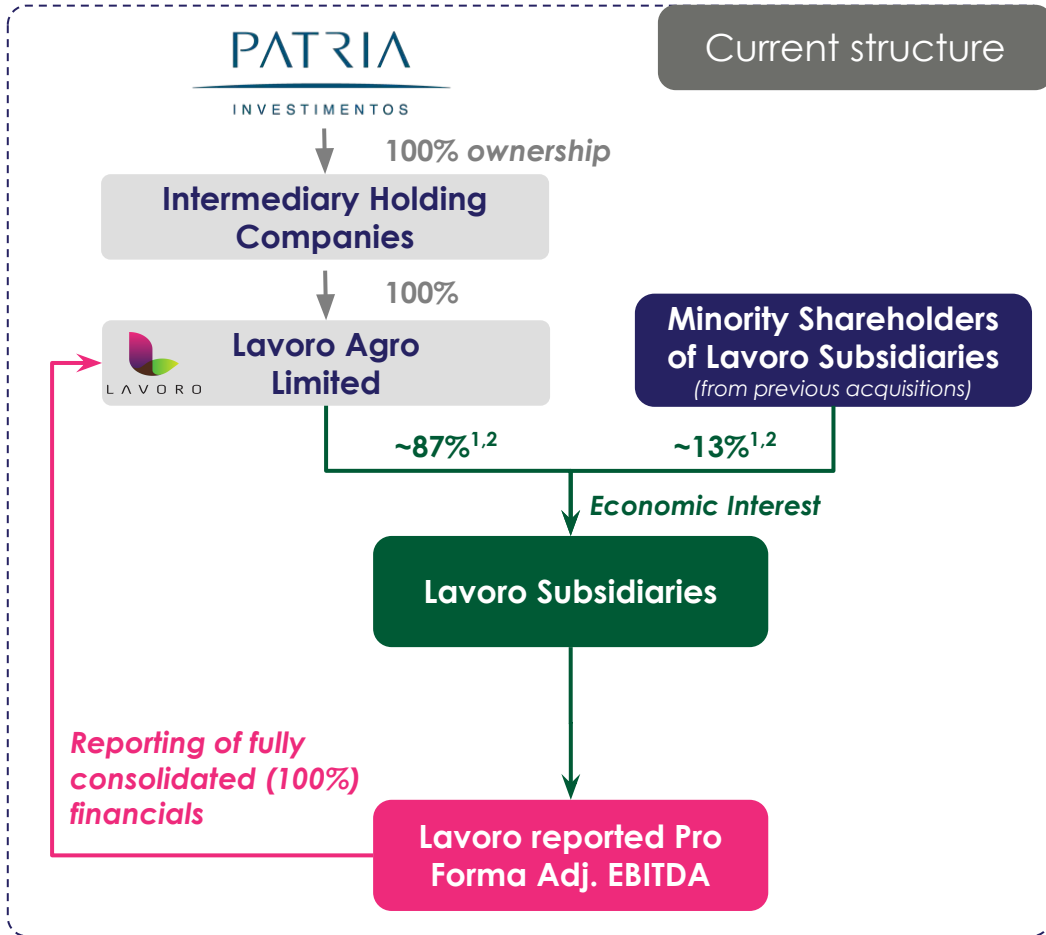 PATRIA
INVESTIMENTOS
Current structure
100% ownership
Intermediary Holding
Companies
100%
LAVORO
Lavoro Agro
Limited
Minority Shareholders
of Lavoro Subsidiaries
(from previous acquisitions)
~87%1,2
~13%1,2
Economic Interest
Lavoro Subsidiaries
Reporting of fully
consolidated (100%)
financials
Lavoro reported Pro
Forma Adj. EBITDA